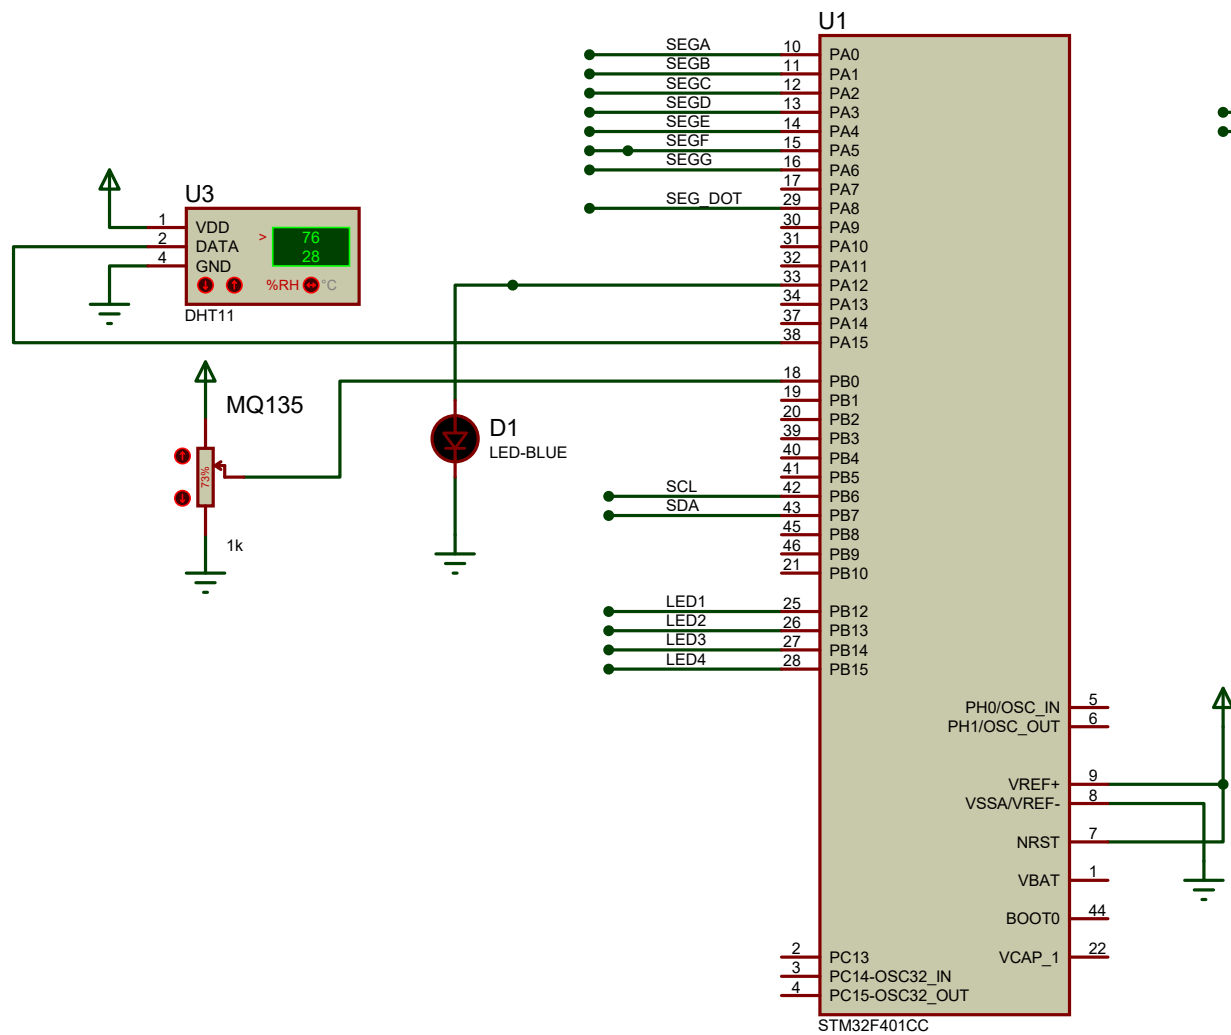 U1
SEGA 10 PA0
SEGB 11 PA1
SEGC 12 PA2
SEGD 13 PA3
SEGE 14 PA4
SEGF 15 PA5
SEGG 16 PA6
17 PA7
SEG_DOT 29 PA8
30 PA9
31 PA10
32 PA11
33 PA12
34 PA13
37 PA14
38 PA15
U3
1 VDD
2 DATA
4 GND
> 76
28
%RH °C
DHT11
18 PB0
19 PB1
20 PB2
39 PB3
40 PB4
41 PB5
SCL 42 PB6
SDA 43 PB7
45 PB8
46 PB9
21 PB10
MQ135
73%
1k
D1
LED-BLUE
LED1 25 PB12
LED2 26 PB13
LED3 27 PB14
LED4 28 PB15
PH0/OSC_IN 5
PH1/OSC_OUT 6
VREF+ 9
VSSA/VREF- 8
NRST 7
VBAT 1
BOOT0 44
VCAP_1 22
2 PC13
3 PC14-OSC32_IN
4 PC15-OSC32_OUT
STM32F401CC